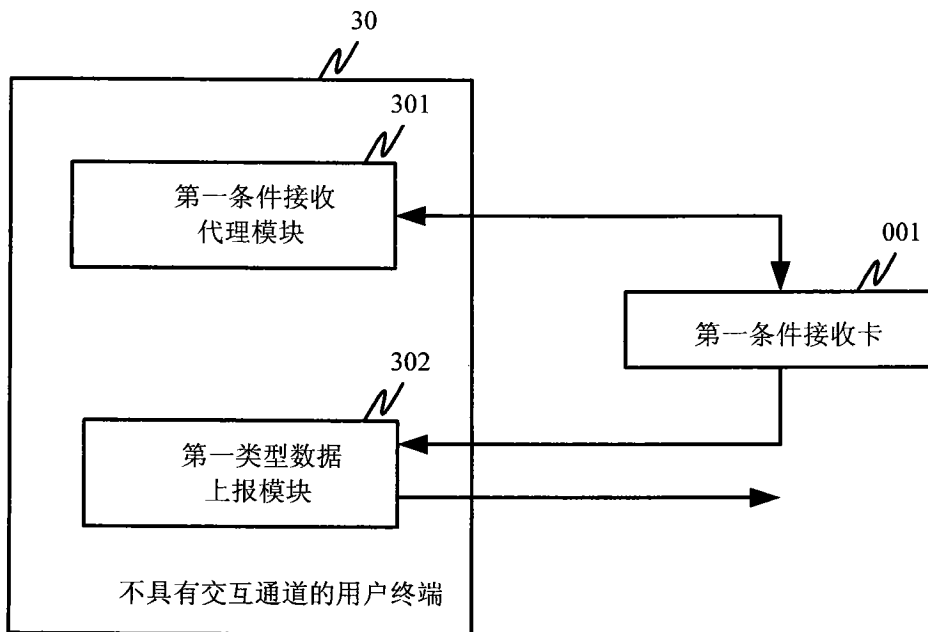 30
301
第一条件接收
代理模块
001
第一条件接收卡
302
第一类型数据
上报模块
不具有交互通道的用户终端